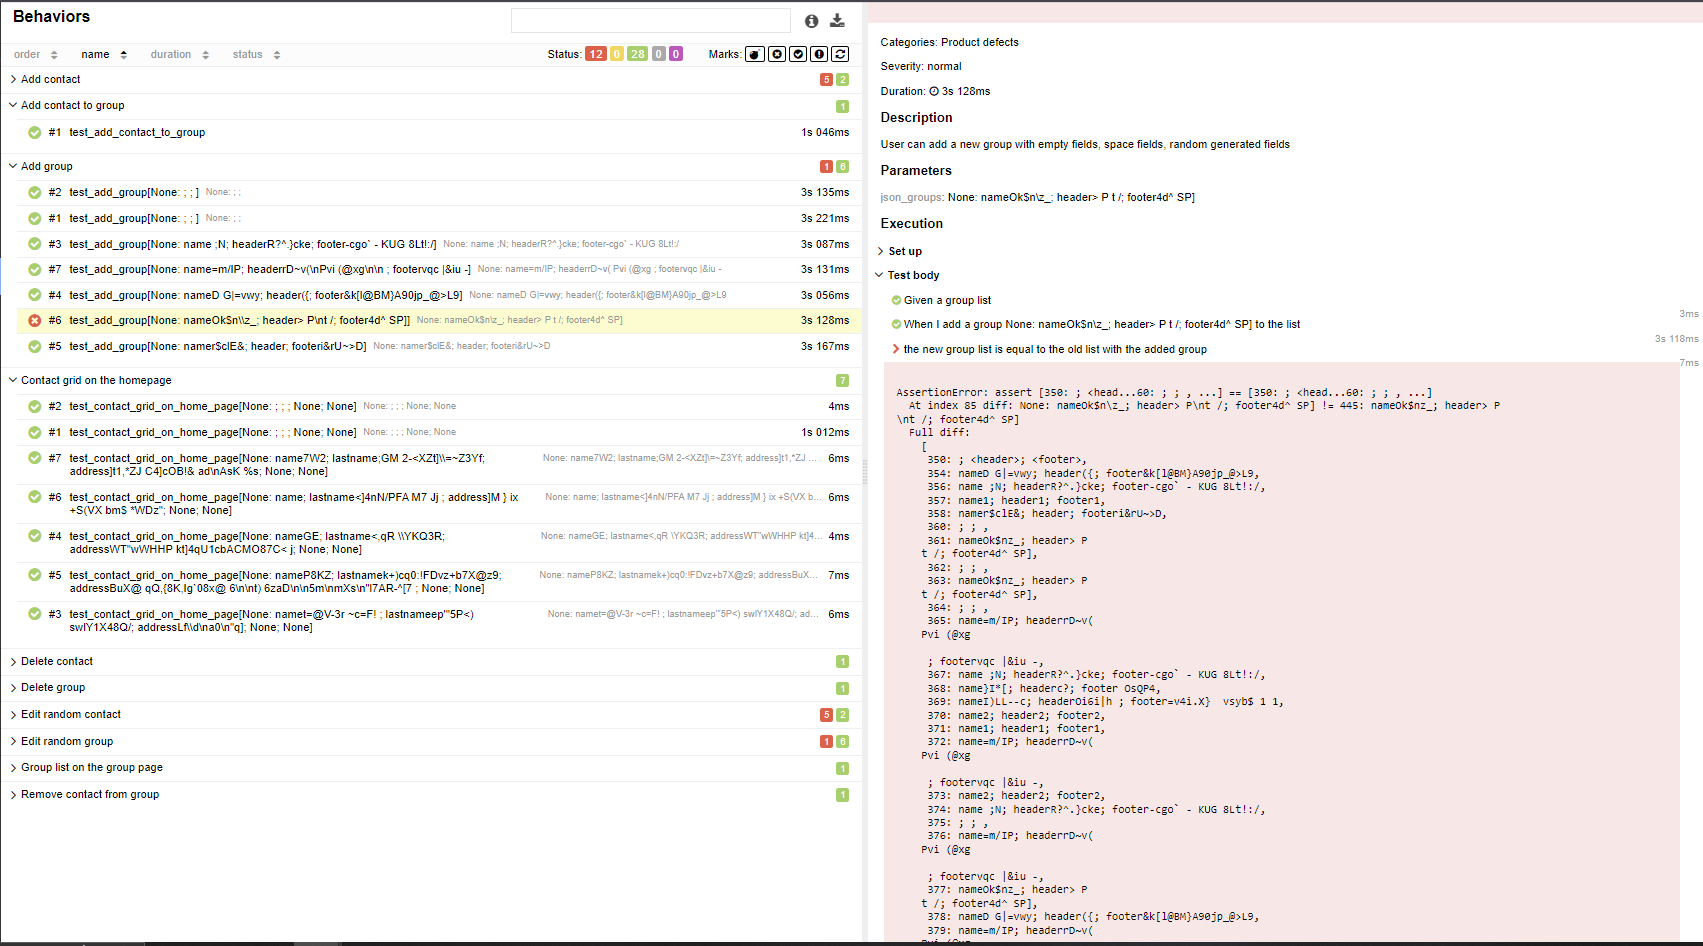 Behaviors
order name duration status Status: 12 0 28 0 0 Marks:
Add contact 5 2
Add contact to group 1
#1 test_add_contact_to_group 1s 046ms
Add group 1 6
#2 test_add_group[None: ; ; ] None: ; ; 3s 135ms
#1 test_add_group[None: ; ; ] None: ; ; 3s 221ms
#3 test_add_group[None: name ;N; headerR?^.}cke; footer-cgo` - KUG 8Lt!:/] None: name ;N; headerR?^.}cke; footer-cgo` - KUG 8Lt!:/ 3s 087ms
#7 test_add_group[None: name=m/IP; headerrD~v(\nPvi (@xg\n\n ; footervqc |&iu -] None: name=m/IP; headerrD~v( Pvi (@xg ; footervqc |&iu - 3s 131ms
#4 test_add_group[None: nameD G|=vwy; header({; footer&k[l@BM}A90jp_@>L9] None: nameD G|=vwy; header({; footer&k[l@BM}A90jp_@>L9 3s 056ms
#6 test_add_group[None: nameOk$n\\z_; header> P\nt /; footer4d^ SP]] None: nameOk$n\z_; header> P t /; footer4d^ SP] 3s 128ms
#5 test_add_group[None: namer$clE&; header; footeri&rU~>D] None: namer$clE&; header; footeri&rU~>D 3s 167ms
Contact grid on the homepage 7
#2 test_contact_grid_on_home_page[None: ; ; ; None; None] None: ; ; ; None; None 4ms
#1 test_contact_grid_on_home_page[None: ; ; ; None; None] None: ; ; ; None; None 1s 012ms
#7 test_contact_grid_on_home_page[None: name7W2; lastname;GM 2-<XZt]\\=~Z3Yf; None: name7W2; lastname;GM 2-<XZt]\=~Z3Yf; address]t1,*ZJ ... 6ms
address]t1,*ZJ C4]cOB!& ad\nAsK %s; None; None]
#6 test_contact_grid_on_home_page[None: name; lastname<]4nN/PFA M7 Jj ; address]M } ix None: name; lastname<]4nN/PFA M7 Jj ; address]M } ix +S(VX b... 6ms
+S(VX bm$ *WDz"; None; None]
#4 test_contact_grid_on_home_page[None: nameGE; lastname<,qR \\YKQ3R; None: nameGE; lastname<,qR \YKQ3R; addressWT"wWHHP kt]4... 4ms
addressWT"wWHHP kt]4qU1cbACMO87C< j; None; None]
#5 test_contact_grid_on_home_page[None: nameP8KZ; lastnamek+)cq0:!FDvz+b7X@z9; None: nameP8KZ; lastnamek+)cq0:!FDvz+b7X@z9; addressBuX... 7ms
addressBuX@ qQ,{8K,Ig`08x@ 6\n\nt) 6zaD\n\n5m\nmXs\n"l7AR-^[7 ; None; None]
#3 test_contact_grid_on_home_page[None: namet=@V-3r ~c=F! ; lastnameep'"5P<) None: namet=@V-3r ~c=F! ; lastnameep'"5P<) swlY1X48Q/; ad... 6ms
swlY1X48Q/; addressLf\\d\na0\n"q]; None; None]
Delete contact 1
Delete group 1
Edit random contact 5 2
Edit random group 1 6
Group list on the group page 1
Remove contact from group 1
Categories: Product defects
Severity: normal
Duration: 3s 128ms
Description
User can add a new group with empty fields, space fields, random generated fields
Parameters
json_groups: None: nameOk$n\z_; header> P t /; footer4d^ SP]
Execution
Set up
Test body
Given a group list
3ms
When I add a group None: nameOk$n\z_; header> P t /; footer4d^ SP] to the list
3s 118ms
the new group list is equal to the old list with the added group
7ms
AssertionError: assert [350: ; <head...60: ; ; , ...] == [350: ; <head...60: ; ; , ...]
At index 85 diff: None: nameOk$n\z_; header> P\nt /; footer4d^ SP] != 445: nameOk$nz_; header> P
\nt /; footer4d^ SP]
Full diff:
[
350: ; <header>; <footer>,
354: nameD G|=vwy; header({; footer&k[l@BM}A90jp_@>L9,
356: name ;N; headerR?^.}cke; footer-cgo` - KUG 8Lt!:/,
357: name1; header1; footer1,
358: namer$clE&; header; footeri&rU~>D,
360: ; ; ,
361: nameOk$nz_; header> P
t /; footer4d^ SP],
362: ; ; ,
363: nameOk$nz_; header> P
t /; footer4d^ SP],
364: ; ; ,
365: name=m/IP; headerrD~v(
Pvi (@xg
; footervqc |&iu -,
367: name ;N; headerR?^.}cke; footer-cgo` - KUG 8Lt!:/,
368: name}I*[; headerc?; footer OsQP4,
369: nameI)LL--c; headerOi6i|h ; footer=v4i.X}  vsyb$ 1 1,
370: name2; header2; footer2,
371: name1; header1; footer1,
372: name=m/IP; headerrD~v(
Pvi (@xg
; footervqc |&iu -,
373: name2; header2; footer2,
374: name ;N; headerR?^.}cke; footer-cgo` - KUG 8Lt!:/,
375: ; ; ,
376: name=m/IP; headerrD~v(
Pvi (@xg
; footervqc |&iu -,
377: nameOk$nz_; header> P
t /; footer4d^ SP],
378: nameD G|=vwy; header({; footer&k[l@BM}A90jp_@>L9,
379: name=m/IP; headerrD~v(
Pvi (@xg